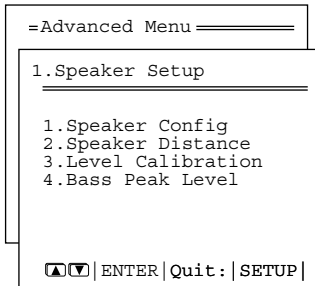 =Advanced Menu
1.Speaker Setup
1.Speaker Config
2.Speaker Distance
3.Level Calibration
4.Bass Peak Level
▲▼|ENTER|Quit:|SETUP|